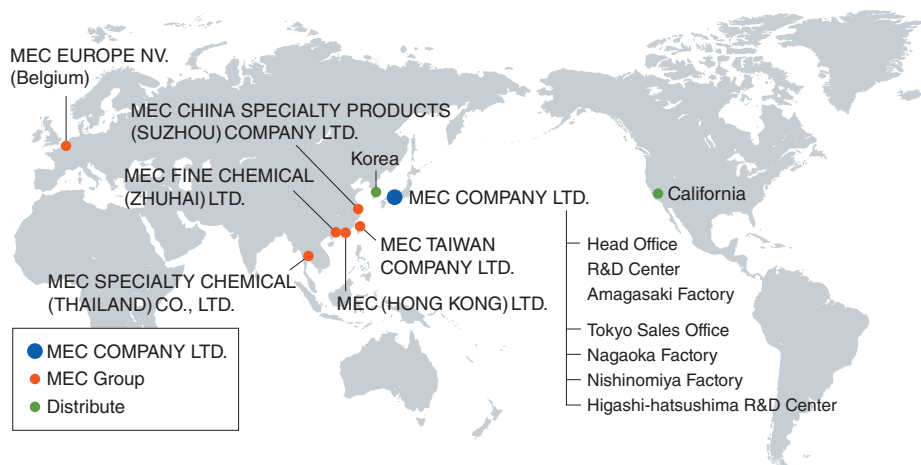 MEC EUROPE NV.
(Belgium)
MEC CHINA SPECIALTY PRODUCTS
(SUZHOU) COMPANY LTD.
Korea
MEC FINE CHEMICAL
(ZHUHAI) LTD.
MEC COMPANY LTD.
California
MEC TAIWAN
COMPANY LTD.
MEC SPECIALTY CHEMICAL
(THAILAND) CO., LTD.
MEC (HONG KONG) LTD.
Head Office
R&D Center
Amagasaki Factory
Tokyo Sales Office
Nagaoka Factory
Nishinomiya Factory
Higashi-hatsushima R&D Center
MEC COMPANY LTD.
MEC Group
Distribute